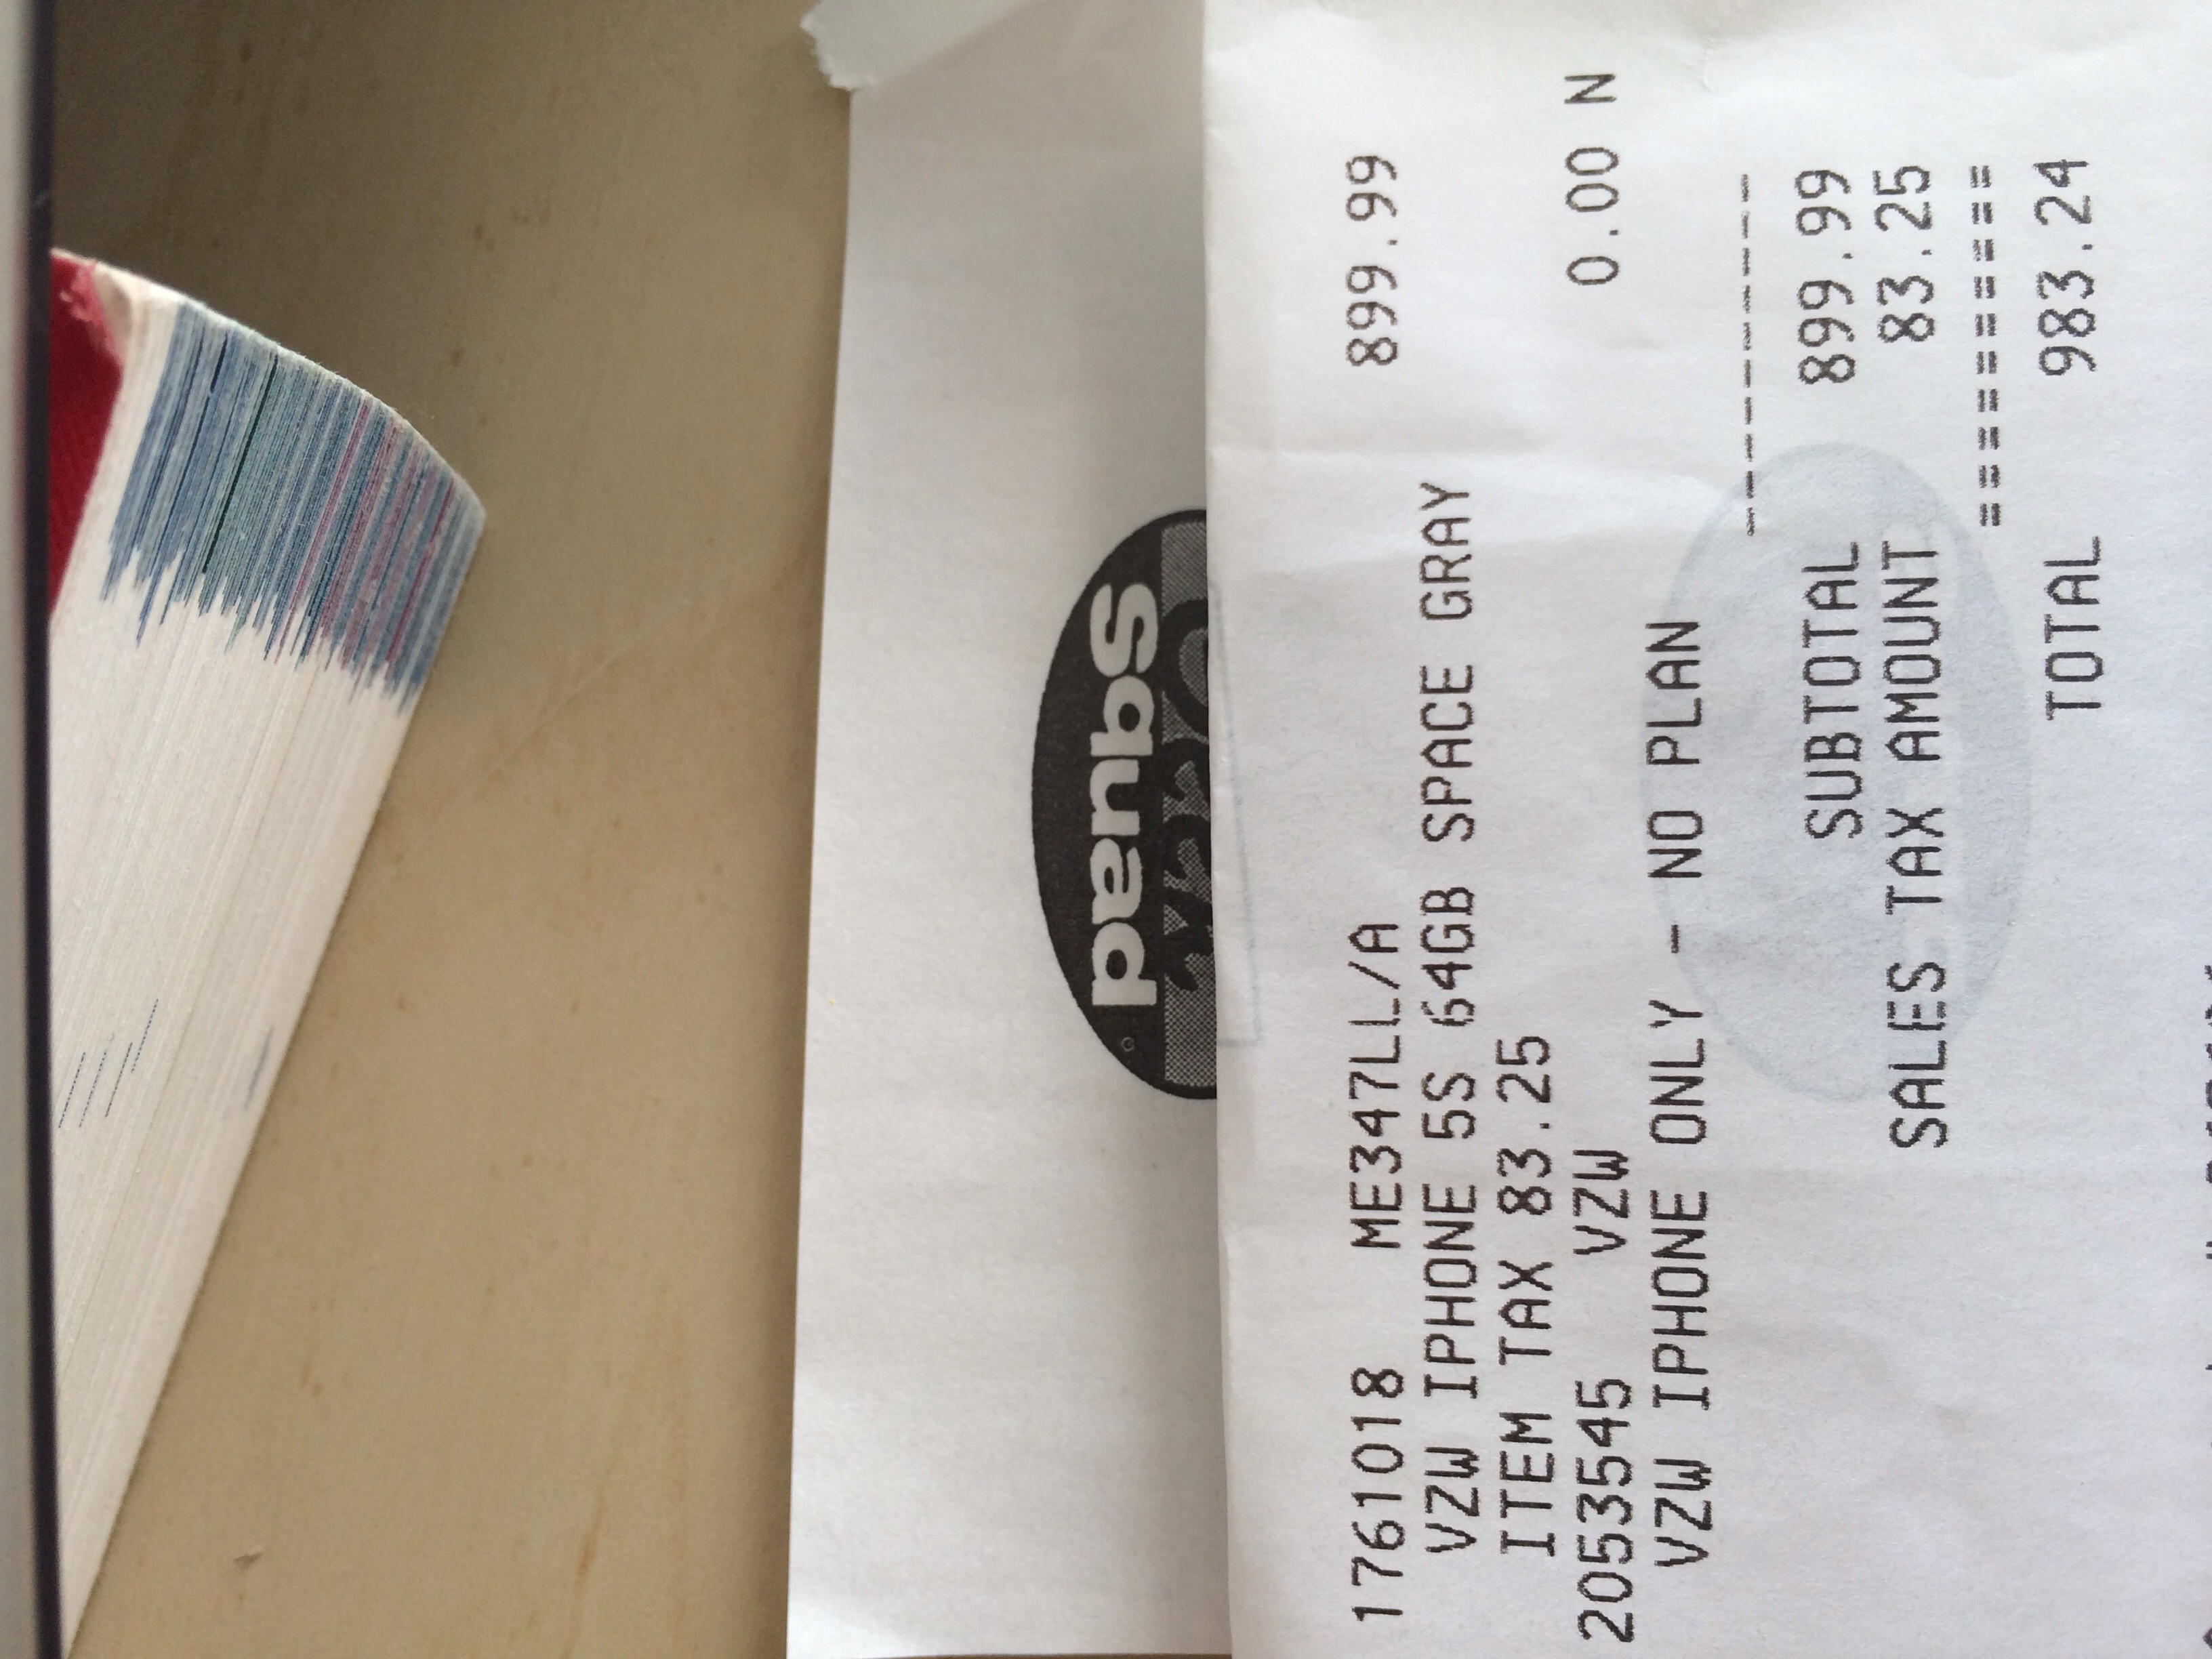 Squad
1761018 ME347LL/A 899.99
VZW IPHONE 5S 64GB SPACE GRAY
ITEM TAX 83.25
2053545 VZW 0.00 N
VZW IPHONE ONLY - NO PLAN
------------
SUBTOTAL 899.99
SALES TAX AMOUNT 83.25
============
TOTAL 983.24